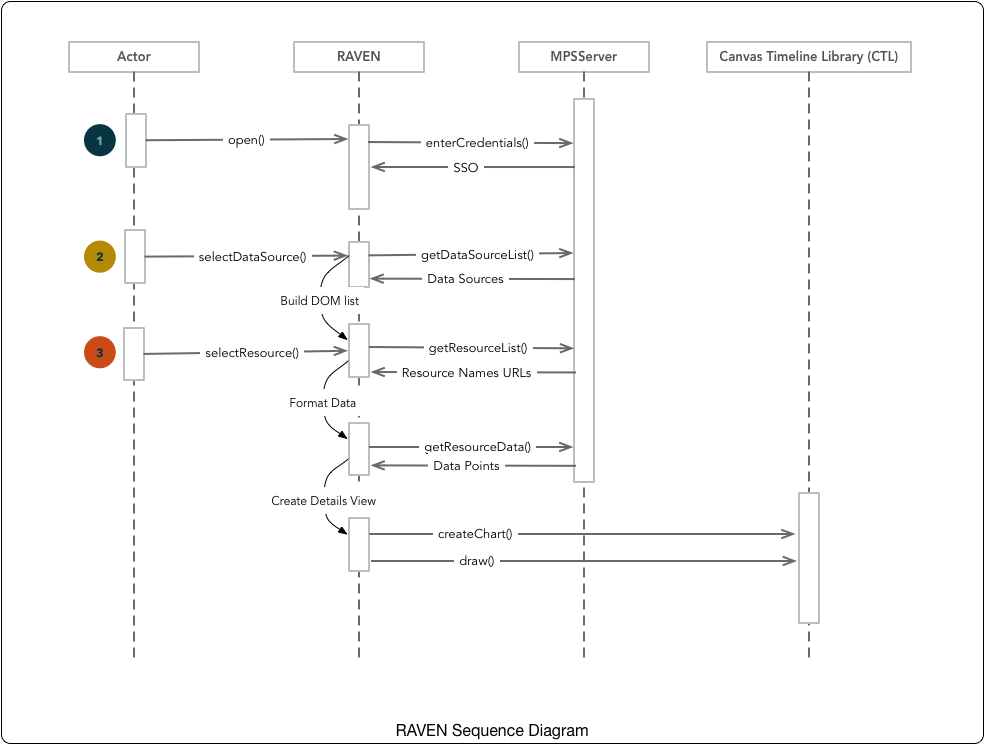 Actor
RAVEN
MPSServer
Canvas Timeline Library (CTL)
1
open()
enterCredentials()
SSO
2
selectDataSource()
getDataSourceList()
Data Sources
Build DOM list
3
selectResource()
getResourceList()
Resource Names URLs
Format Data
getResourceData()
Data Points
Create Details View
createChart()
draw()
RAVEN Sequence Diagram